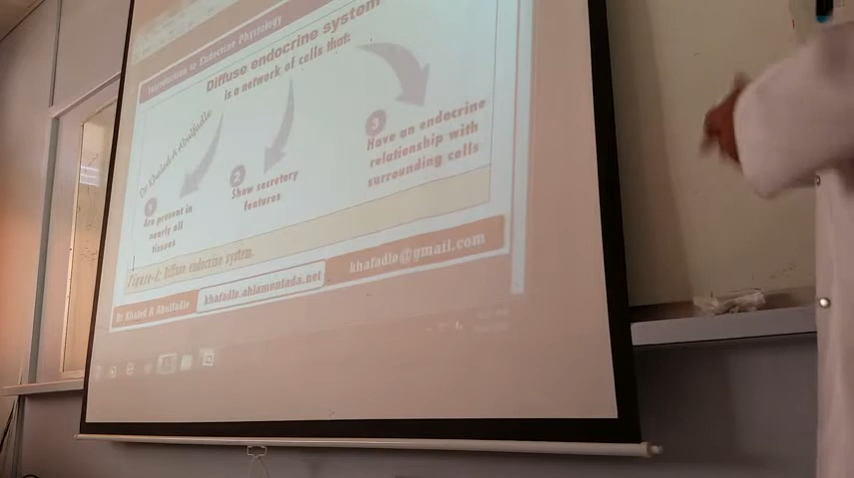 Introduction to Endocrine Physiology
Diffuse endocrine system
is a network of cells that:
Dr Khaled A Abulfadle
1
Are present in
nearly all
tissues
2
Show secretory
features
3
Have an endocrine
relationship with
surrounding cells
Diffuse endocrine system.
Dr Khaled A Abulfadle
khafadle.ahlamontada.net
khafadle@gmail.com